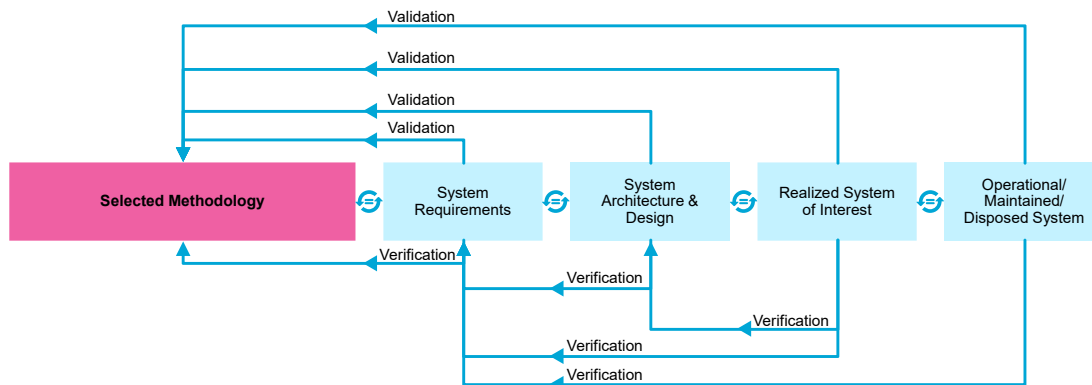 Validation
Validation
Validation
Validation
Selected Methodology
System
Requirements
System
Architecture &
Design
Realized System
of Interest
Operational/
Maintained/
Disposed System
Verification
Verification
Verification
Verification
Verification